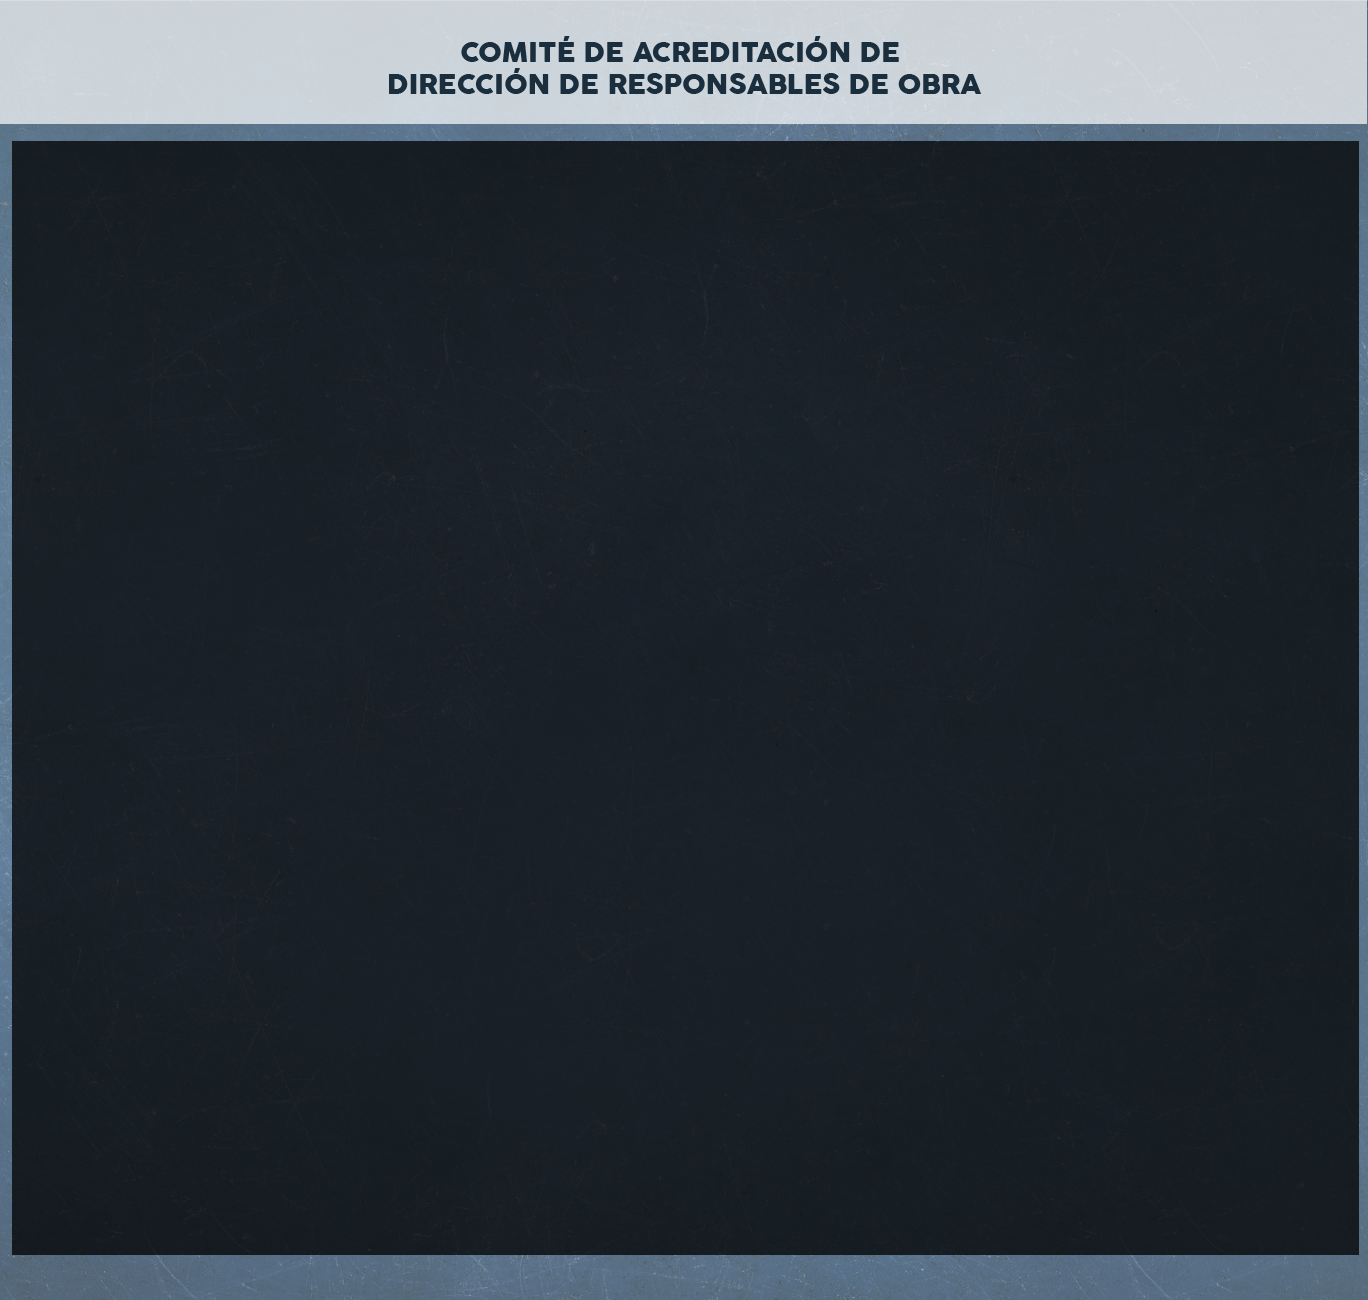 COMITÉ DE ACREDITACIÓN DE
DIRECCIÓN DE RESPONSABLES DE OBRA